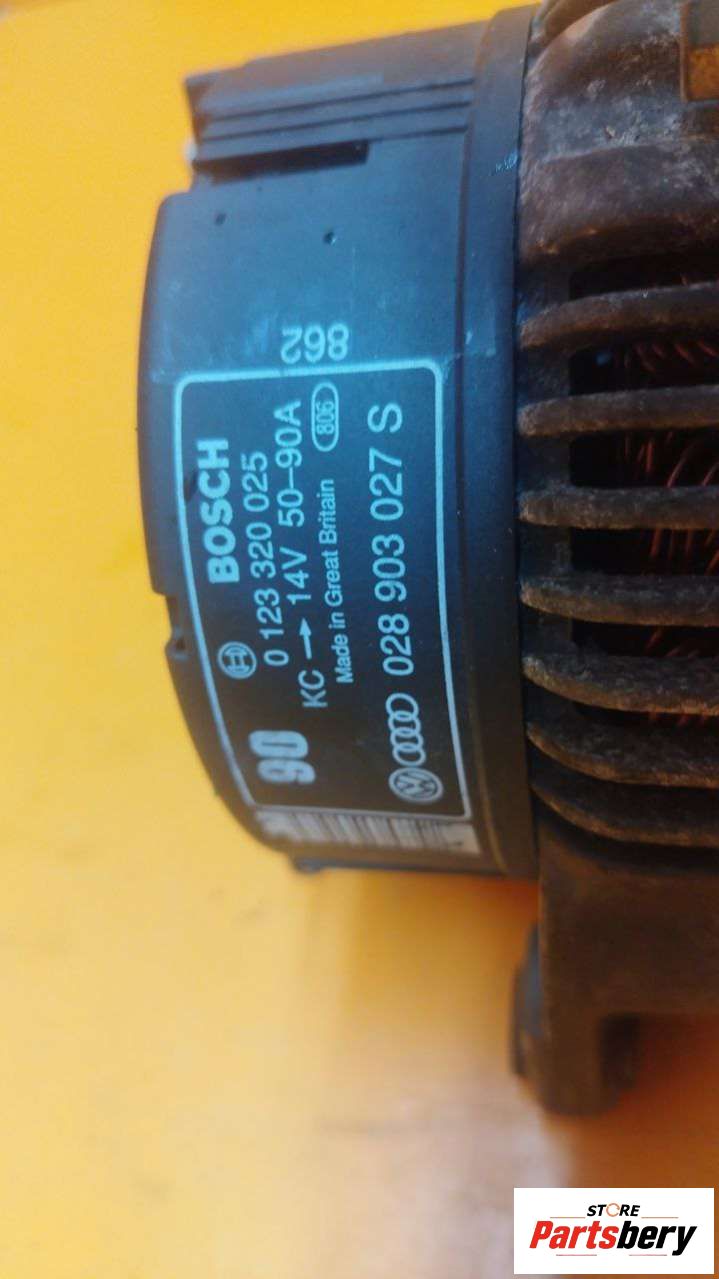 862
BOSCH
0 123 320 025
90 KC → 14V 50–90A
Made in Great Britain 806
028 903 027 S
STORE
Partsbery